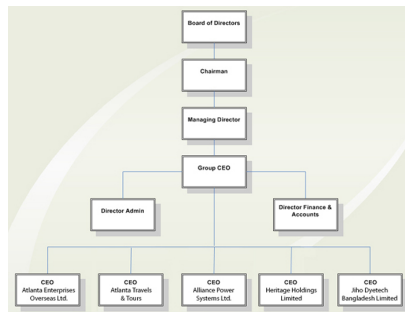 Board of Directors
Chairman
Managing Director
Group CEO
Director Admin
Director Finance &
Accounts
CEO
Atlanta Enterprises
Overseas Ltd.
CEO
Atlanta Travels
& Tours
CEO
Alliance Power
Systems Ltd.
CEO
Heritage Holdings
Limited
CEO
Jiho Dyetech
Bangladesh Limited